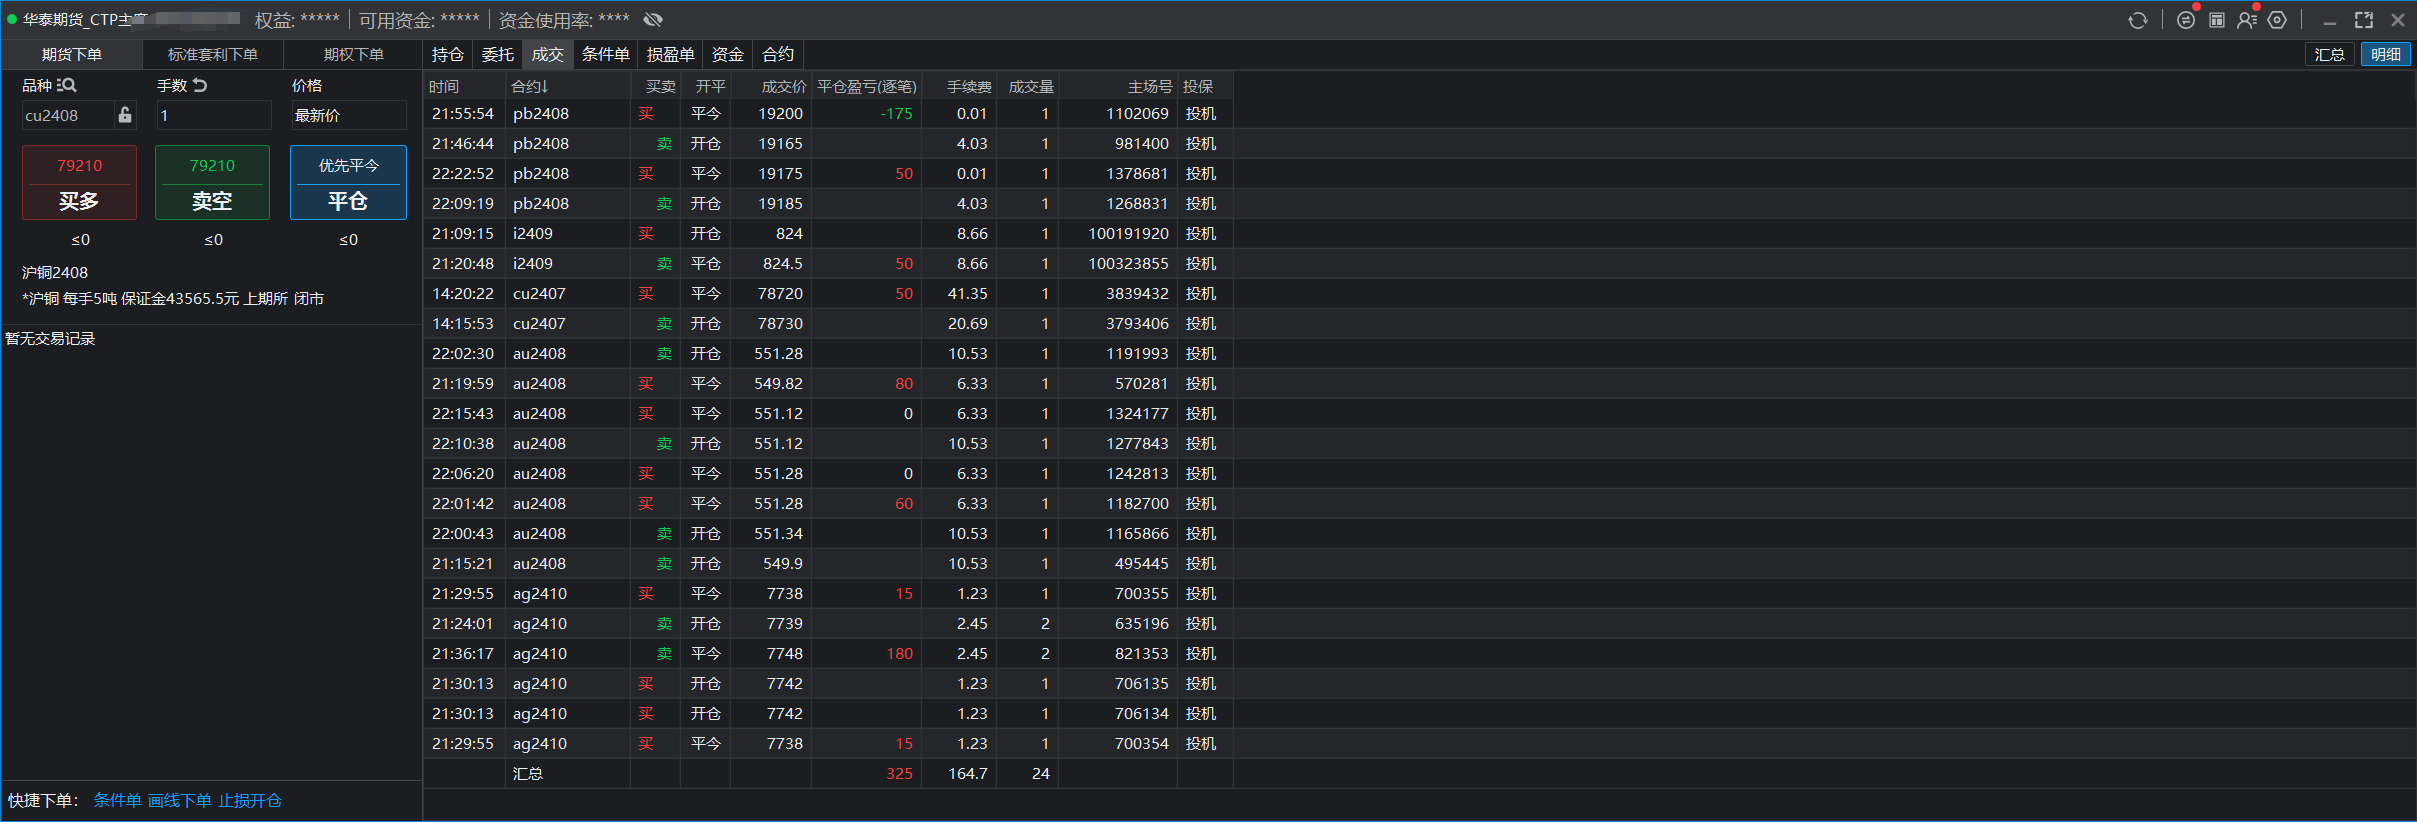 华泰期货_CTP主席 权益: ***** 可用资金: ***** 资金使用率: ****
期货下单 标准套利下单 期权下单 持仓 委托 成交 条件单 损盈单 资金 合约 汇总 明细
品种 手数 价格
cu2408 1 最新价
79210 79210 优先平今
买多 卖空 平仓
≤0 ≤0 ≤0
沪铜2408
*沪铜 每手5吨 保证金43565.5元 上期所 闭市
暂无交易记录
快捷下单: 条件单 画线下单 止损开仓
时间 合约↓ 买卖 开平 成交价 平仓盈亏(逐笔) 手续费 成交量 主场号 投保
21:55:54 pb2408 买 平今 19200 -175 0.01 1 1102069 投机
21:46:44 pb2408 卖 开仓 19165 4.03 1 981400 投机
22:22:52 pb2408 买 平今 19175 50 0.01 1 1378681 投机
22:09:19 pb2408 卖 开仓 19185 4.03 1 1268831 投机
21:09:15 i2409 买 开仓 824 8.66 1 100191920 投机
21:20:48 i2409 卖 平仓 824.5 50 8.66 1 100323855 投机
14:20:22 cu2407 买 平今 78720 50 41.35 1 3839432 投机
14:15:53 cu2407 卖 开仓 78730 20.69 1 3793406 投机
22:02:30 au2408 卖 开仓 551.28 10.53 1 1191993 投机
21:19:59 au2408 买 平今 549.82 80 6.33 1 570281 投机
22:15:43 au2408 买 平今 551.12 0 6.33 1 1324177 投机
22:10:38 au2408 卖 开仓 551.12 10.53 1 1277843 投机
22:06:20 au2408 买 平今 551.28 0 6.33 1 1242813 投机
22:01:42 au2408 买 平今 551.28 60 6.33 1 1182700 投机
22:00:43 au2408 卖 开仓 551.34 10.53 1 1165866 投机
21:15:21 au2408 卖 开仓 549.9 10.53 1 495445 投机
21:29:55 ag2410 买 平今 7738 15 1.23 1 700355 投机
21:24:01 ag2410 卖 开仓 7739 2.45 2 635196 投机
21:36:17 ag2410 卖 平今 7748 180 2.45 2 821353 投机
21:30:13 ag2410 买 开仓 7742 1.23 1 706135 投机
21:30:13 ag2410 买 开仓 7742 1.23 1 706134 投机
21:29:55 ag2410 买 平今 7738 15 1.23 1 700354 投机
汇总 325 164.7 24